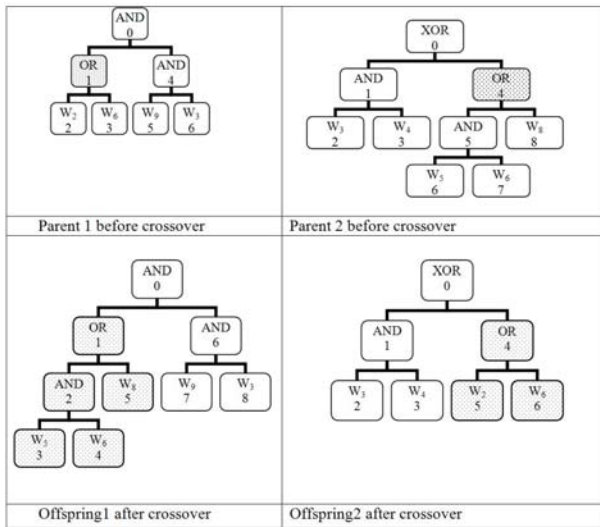 AND
0
OR
1
AND
4
W₂
2
W₆
3
W₉
5
W₃
6
Parent 1 before crossover
XOR
0
AND
1
OR
4
W₃
2
W₄
3
AND
5
W₈
8
W₅
6
W₆
7
Parent 2 before crossover
AND
0
OR
1
AND
6
AND
2
W₈
5
W₉
7
W₃
8
W₅
3
W₆
4
Offspring1 after crossover
XOR
0
AND
1
OR
4
W₃
2
W₄
3
W₂
5
W₆
6
Offspring2 after crossover